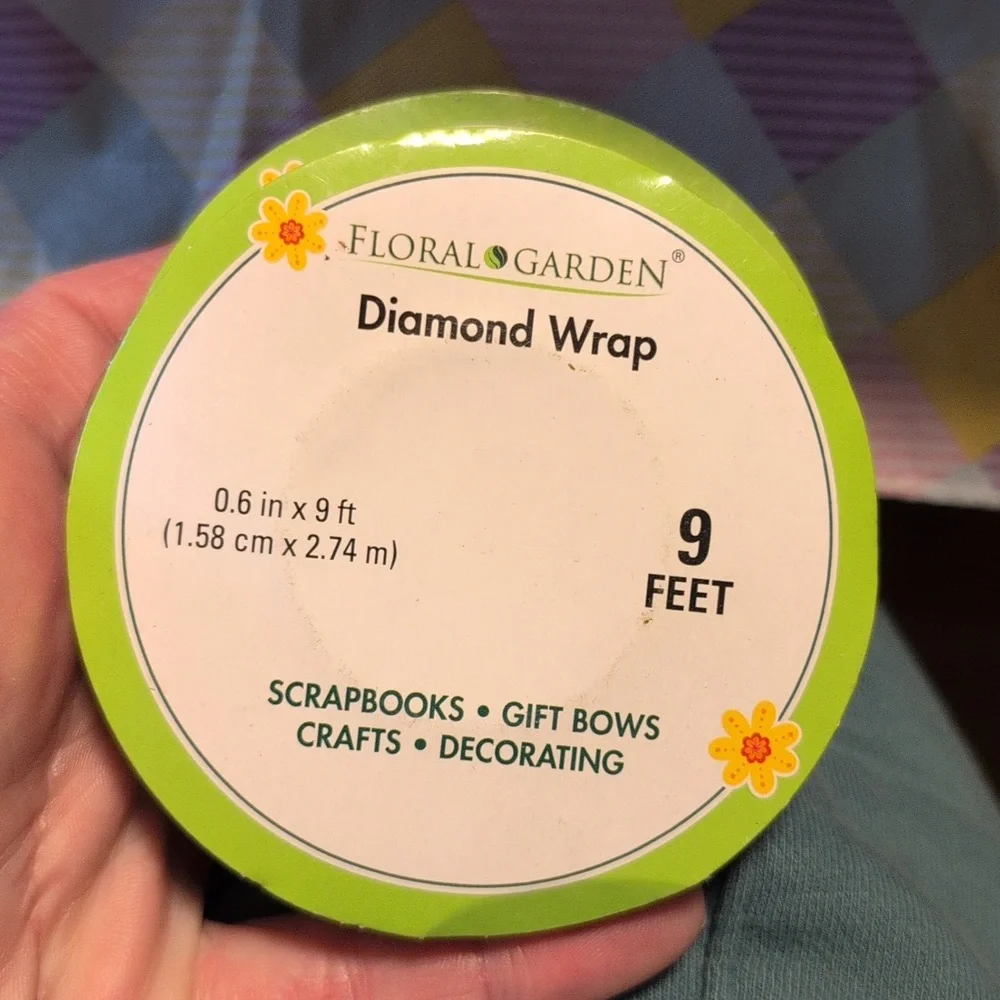 FLORAL GARDEN®
Diamond Wrap
0.6 in x 9 ft
(1.58 cm x 2.74 m)
9
FEET
SCRAPBOOKS • GIFT BOWS
CRAFTS • DECORATING